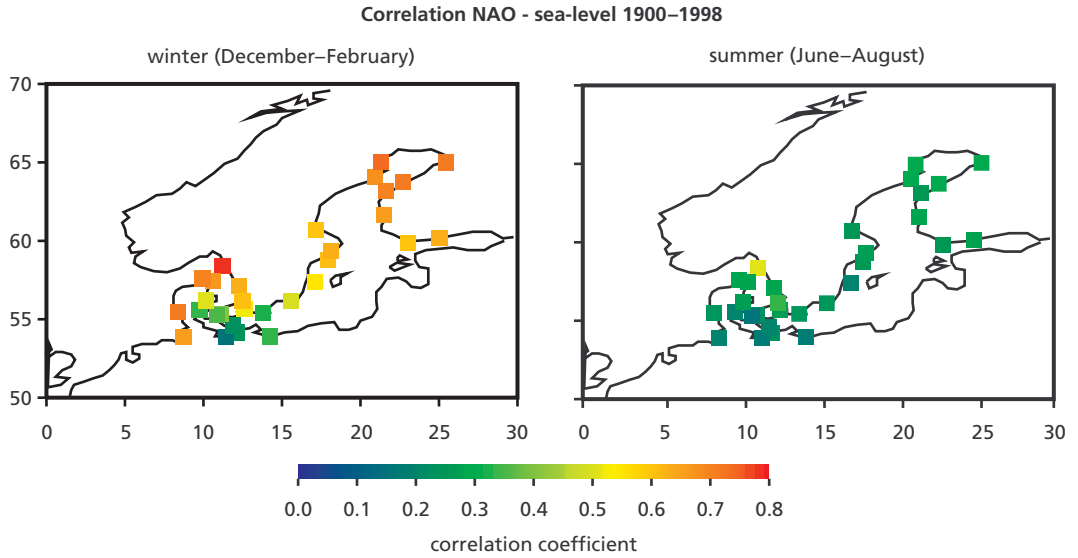 Correlation NAO - sea-level 1900–1998
winter (December–February)
summer (June–August)
70
65
60
55
50
0 5 10 15 20 25 30
0 5 10 15 20 25 30
0.0 0.1 0.2 0.3 0.4 0.5 0.6 0.7 0.8
correlation coefficient